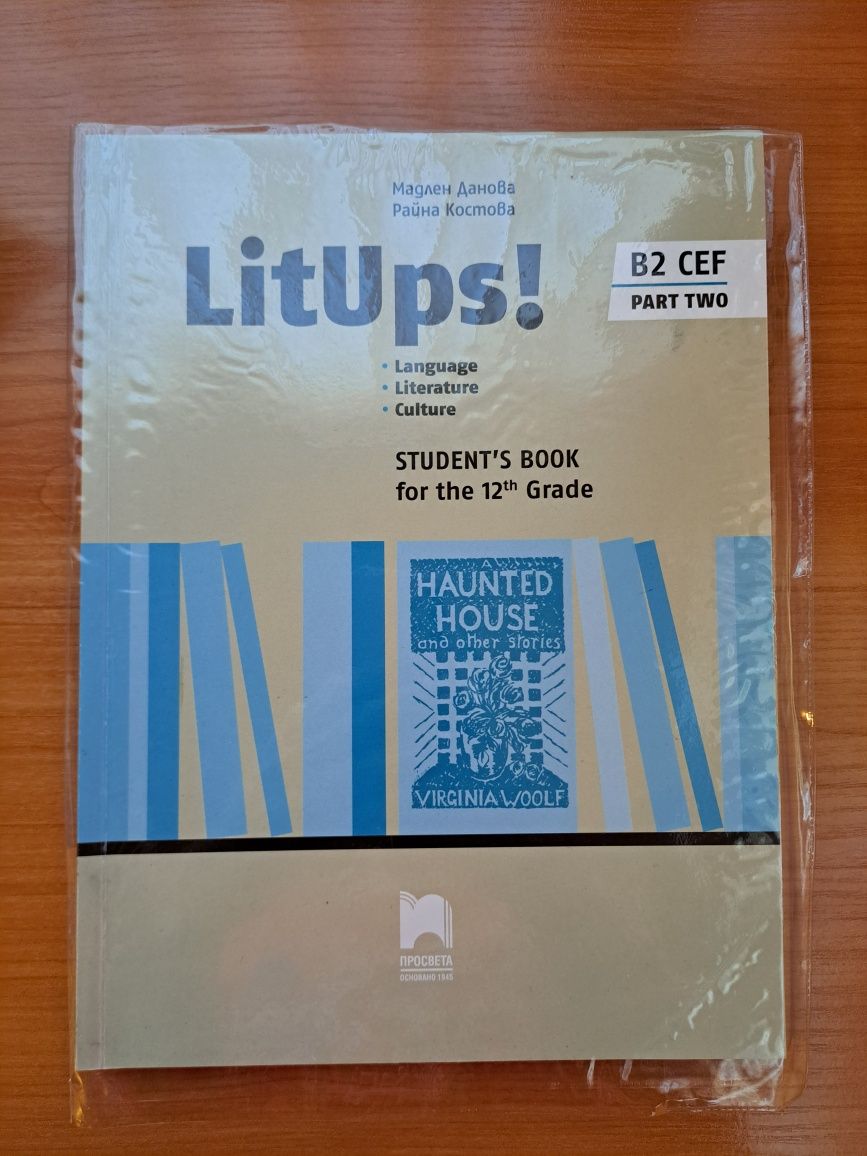 Мадлен Данова
Райна Костова
LitUps!
B2 CEF
PART TWO
• Language
• Literature
• Culture
STUDENT'S BOOK
for the 12th Grade
A
HAUNTED
HOUSE
and other stories
VIRGINIA WOOLF
ПРОСВЕТА
ОСНОВАНО 1945